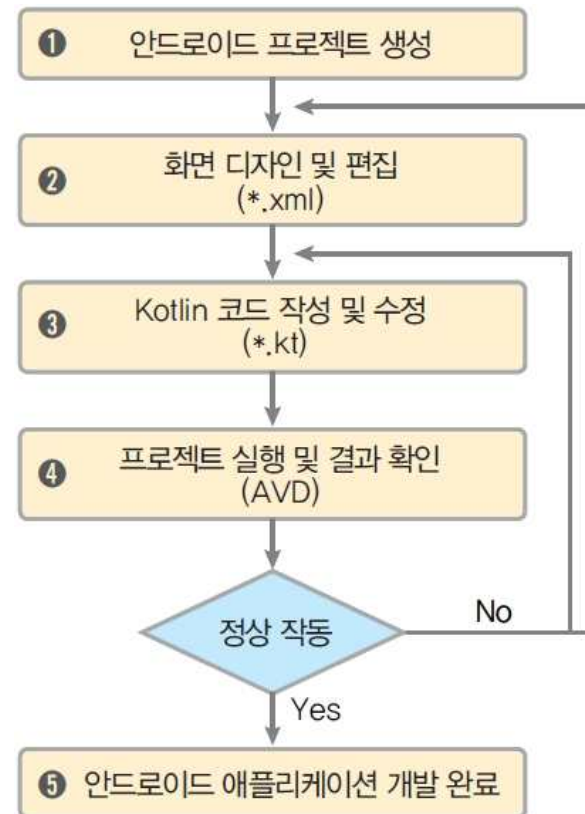 ❶ 안드로이드 프로젝트 생성
❷ 화면 디자인 및 편집
(*.xml)
❸ Kotlin 코드 작성 및 수정
(*.kt)
❹ 프로젝트 실행 및 결과 확인
(AVD)
정상 작동
No
Yes
❺ 안드로이드 애플리케이션 개발 완료